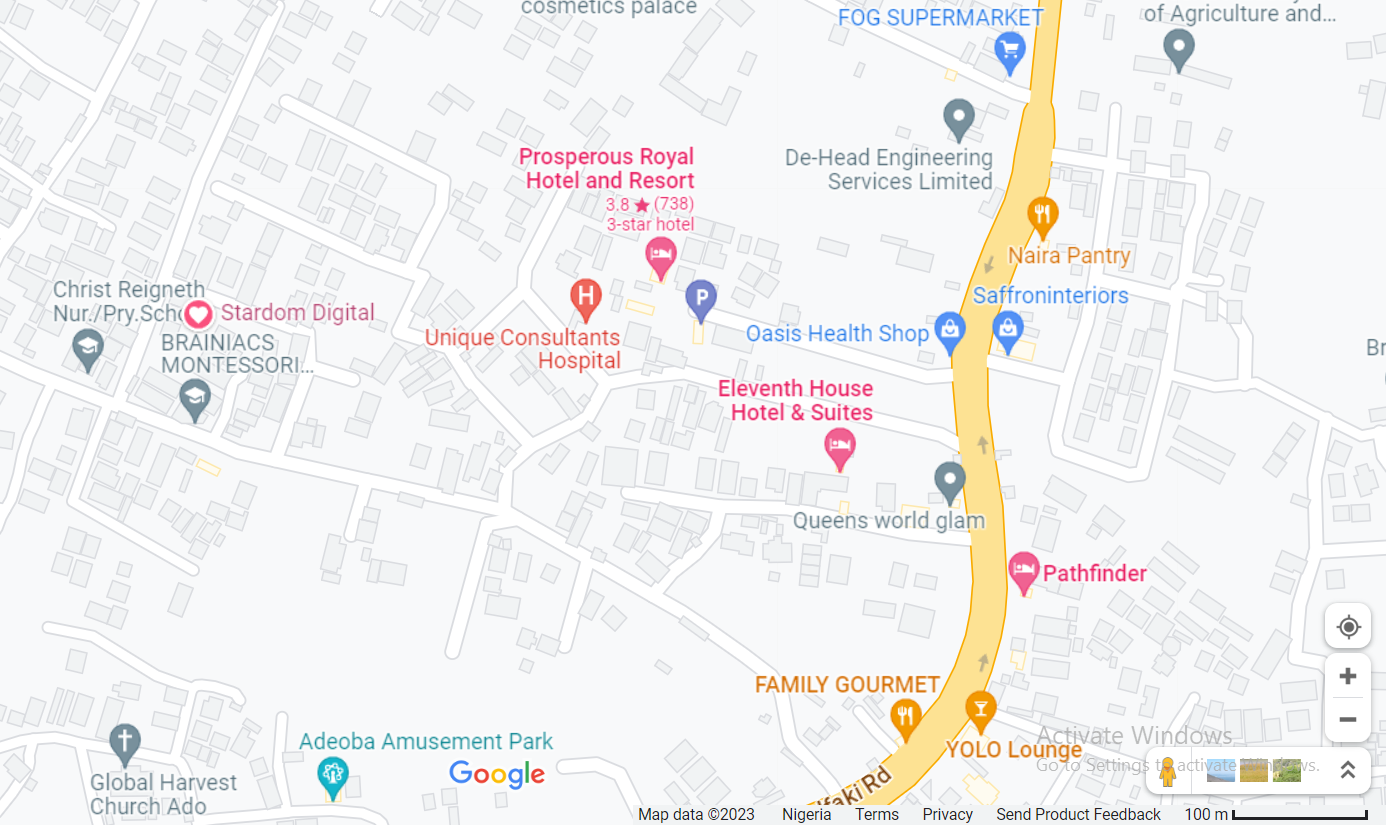 cosmetics palace
FOG SUPERMARKET
of Agriculture and...
De-Head Engineering
Services Limited
Prosperous Royal
Hotel and Resort
3.8 ★ (738)
3-star hotel
H
P
Naira Pantry
Saffroninteriors
Christ Reigneth
Nur./Pry.Scho
Stardom Digital
BRAINIACS
MONTESSORI...
Unique Consultants
Hospital
Oasis Health Shop
Br
Eleventh House
Hotel & Suites
Queens world glam
Pathfinder
FAMILY GOURMET
YOLO Lounge
Activate Windows
Go to Settings to activate Windows.
Adeoba Amusement Park
Google
Global Harvest
Church Ado
lfaki Rd
Map data ©2023 Nigeria Terms Privacy Send Product Feedback 100 m